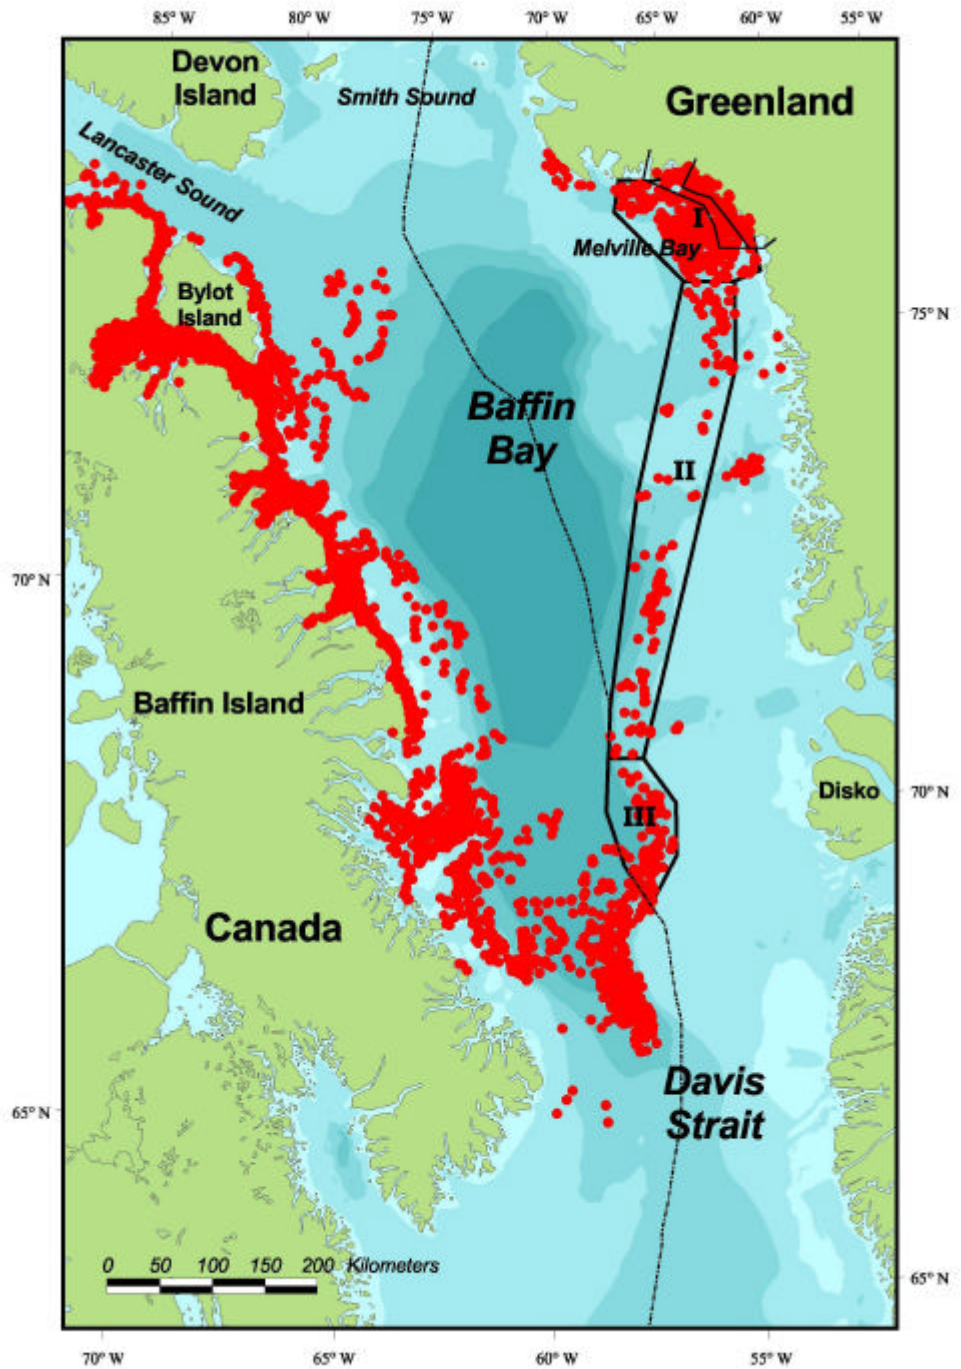 85° W 80° W 75° W 70° W 65° W 60° W 55° W
Devon
Island
Smith Sound
Greenland
Lancaster Sound
I
Melville Bay
Bylot
Island
75° N
Baffin
Bay
II
70° N
Baffin Island
Disko
70° N
III
Canada
Davis
Strait
65° N
0 50 100 150 200 Kilometers
65° N
70° W 65° W 60° W 55° W